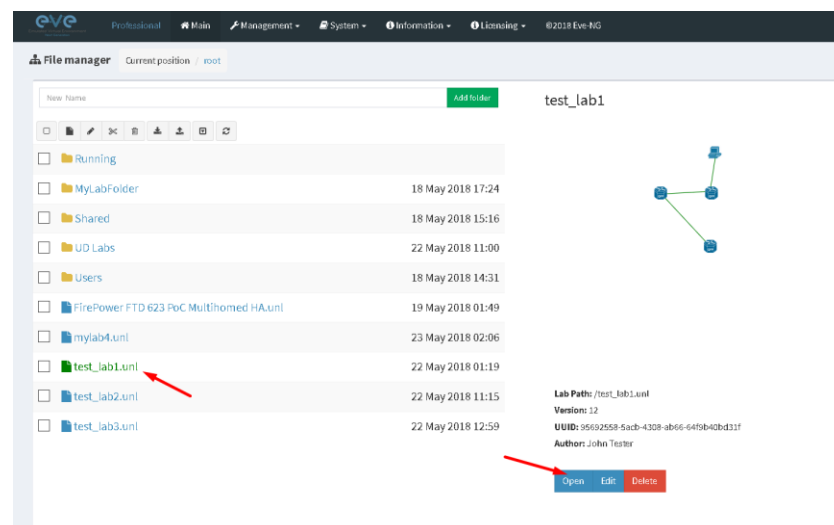 eve
Professional Main Management System Information Licensing ©2018 Eve-NG
File manager Current position / root
New Name Add folder
test_lab1
Running
MyLabFolder 18 May 2018 17:24
Shared 18 May 2018 15:16
UD Labs 22 May 2018 11:00
Users 18 May 2018 14:31
FirePower FTD 623 PoC Multihomed HA.unl 19 May 2018 01:49
mylab4.unl 23 May 2018 02:06
test_lab1.unl 22 May 2018 01:19
test_lab2.unl 22 May 2018 11:15
test_lab3.unl 22 May 2018 12:59
Lab Path: /test_lab1.unl
Version: 12
UUID: 95692558-5acb-4308-ab66-64f9b40bd31f
Author: John Tester
Open Edit Delete